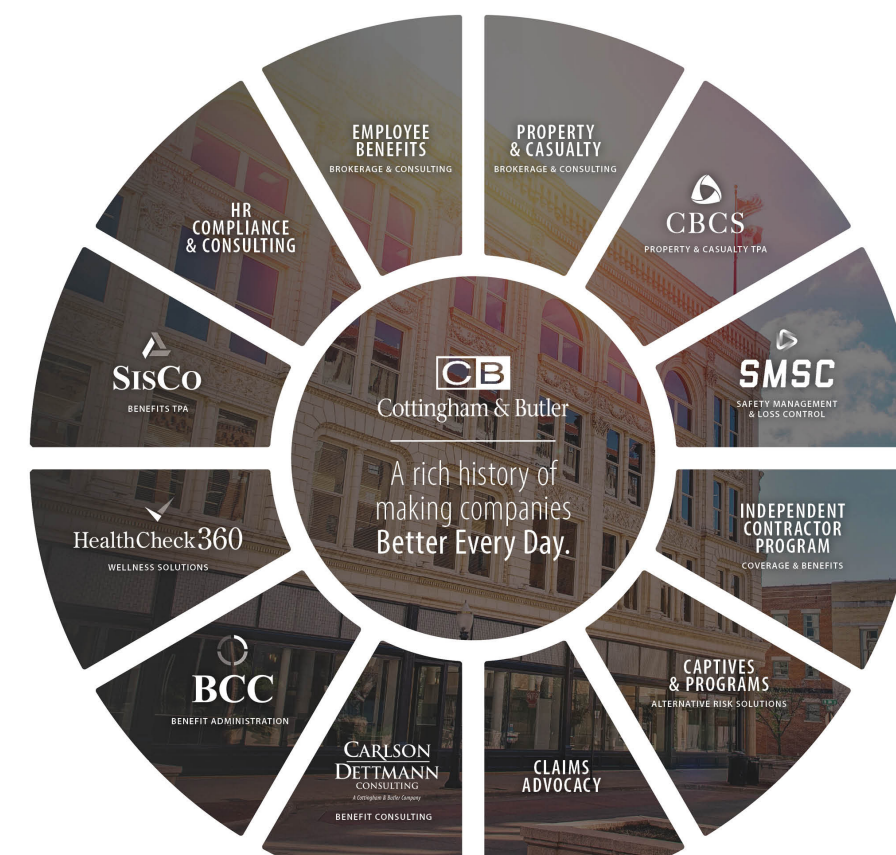 EMPLOYEE
BENEFITS
BROKERAGE & CONSULTING
PROPERTY
& CASUALTY
BROKERAGE & CONSULTING
CBCS
PROPERTY & CASUALTY TPA
SMSC
SAFETY MANAGEMENT
& LOSS CONTROL
INDEPENDENT
CONTRACTOR
PROGRAM
COVERAGE & BENEFITS
CAPTIVES
& PROGRAMS
ALTERNATIVE RISK SOLUTIONS
CLAIMS
ADVOCACY
CARLSON
DETTMANN
CONSULTING
A Cottingham & Butler Company
BENEFIT CONSULTING
BCC
BENEFIT ADMINISTRATION
HealthCheck360
WELLNESS SOLUTIONS
SISCO
BENEFITS TPA
HR
COMPLIANCE
& CONSULTING
CB
Cottingham & Butler
A rich history of
making companies
Better Every Day.